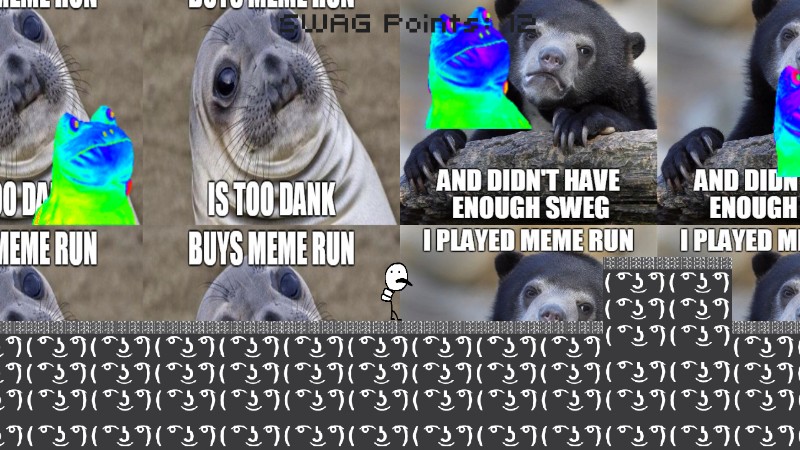 MEME RUN
BUYS MEME RUN
SWAG Points: 12
OO DA
IS TOO DANK
AND DIDN'T HAVE
ENOUGH SWEG
AND DIDN
ENOUGH
MEME RUN
BUYS MEME RUN
I PLAYED MEME RUN
I PLAYED M
( ͡° ͜ʖ ͡°)( ͡° ͜ʖ ͡°)
( ͡° ͜ʖ ͡°)( ͡° ͜ʖ ͡°)
( ͡° ͜ʖ ͡°)( ͡° ͜ʖ ͡°)